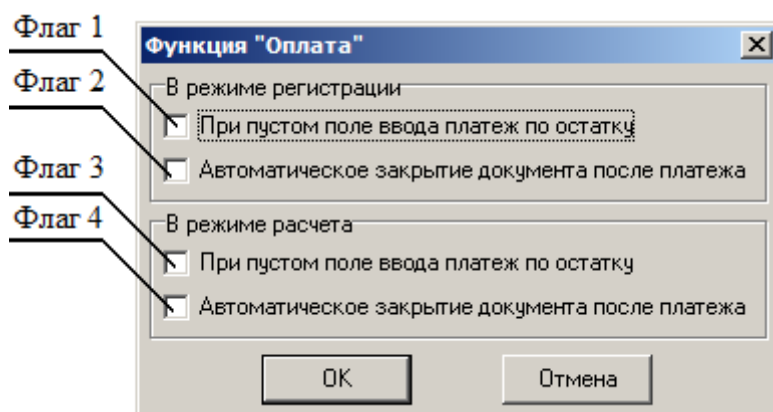 Флаг 1
Функция "Оплата"
Флаг 2
В режиме регистрации
При пустом поле ввода платеж по остатку
Флаг 3
Автоматическое закрытие документа после платежа
Флаг 4
В режиме расчета
При пустом поле ввода платеж по остатку
Автоматическое закрытие документа после платежа
OK
Отмена